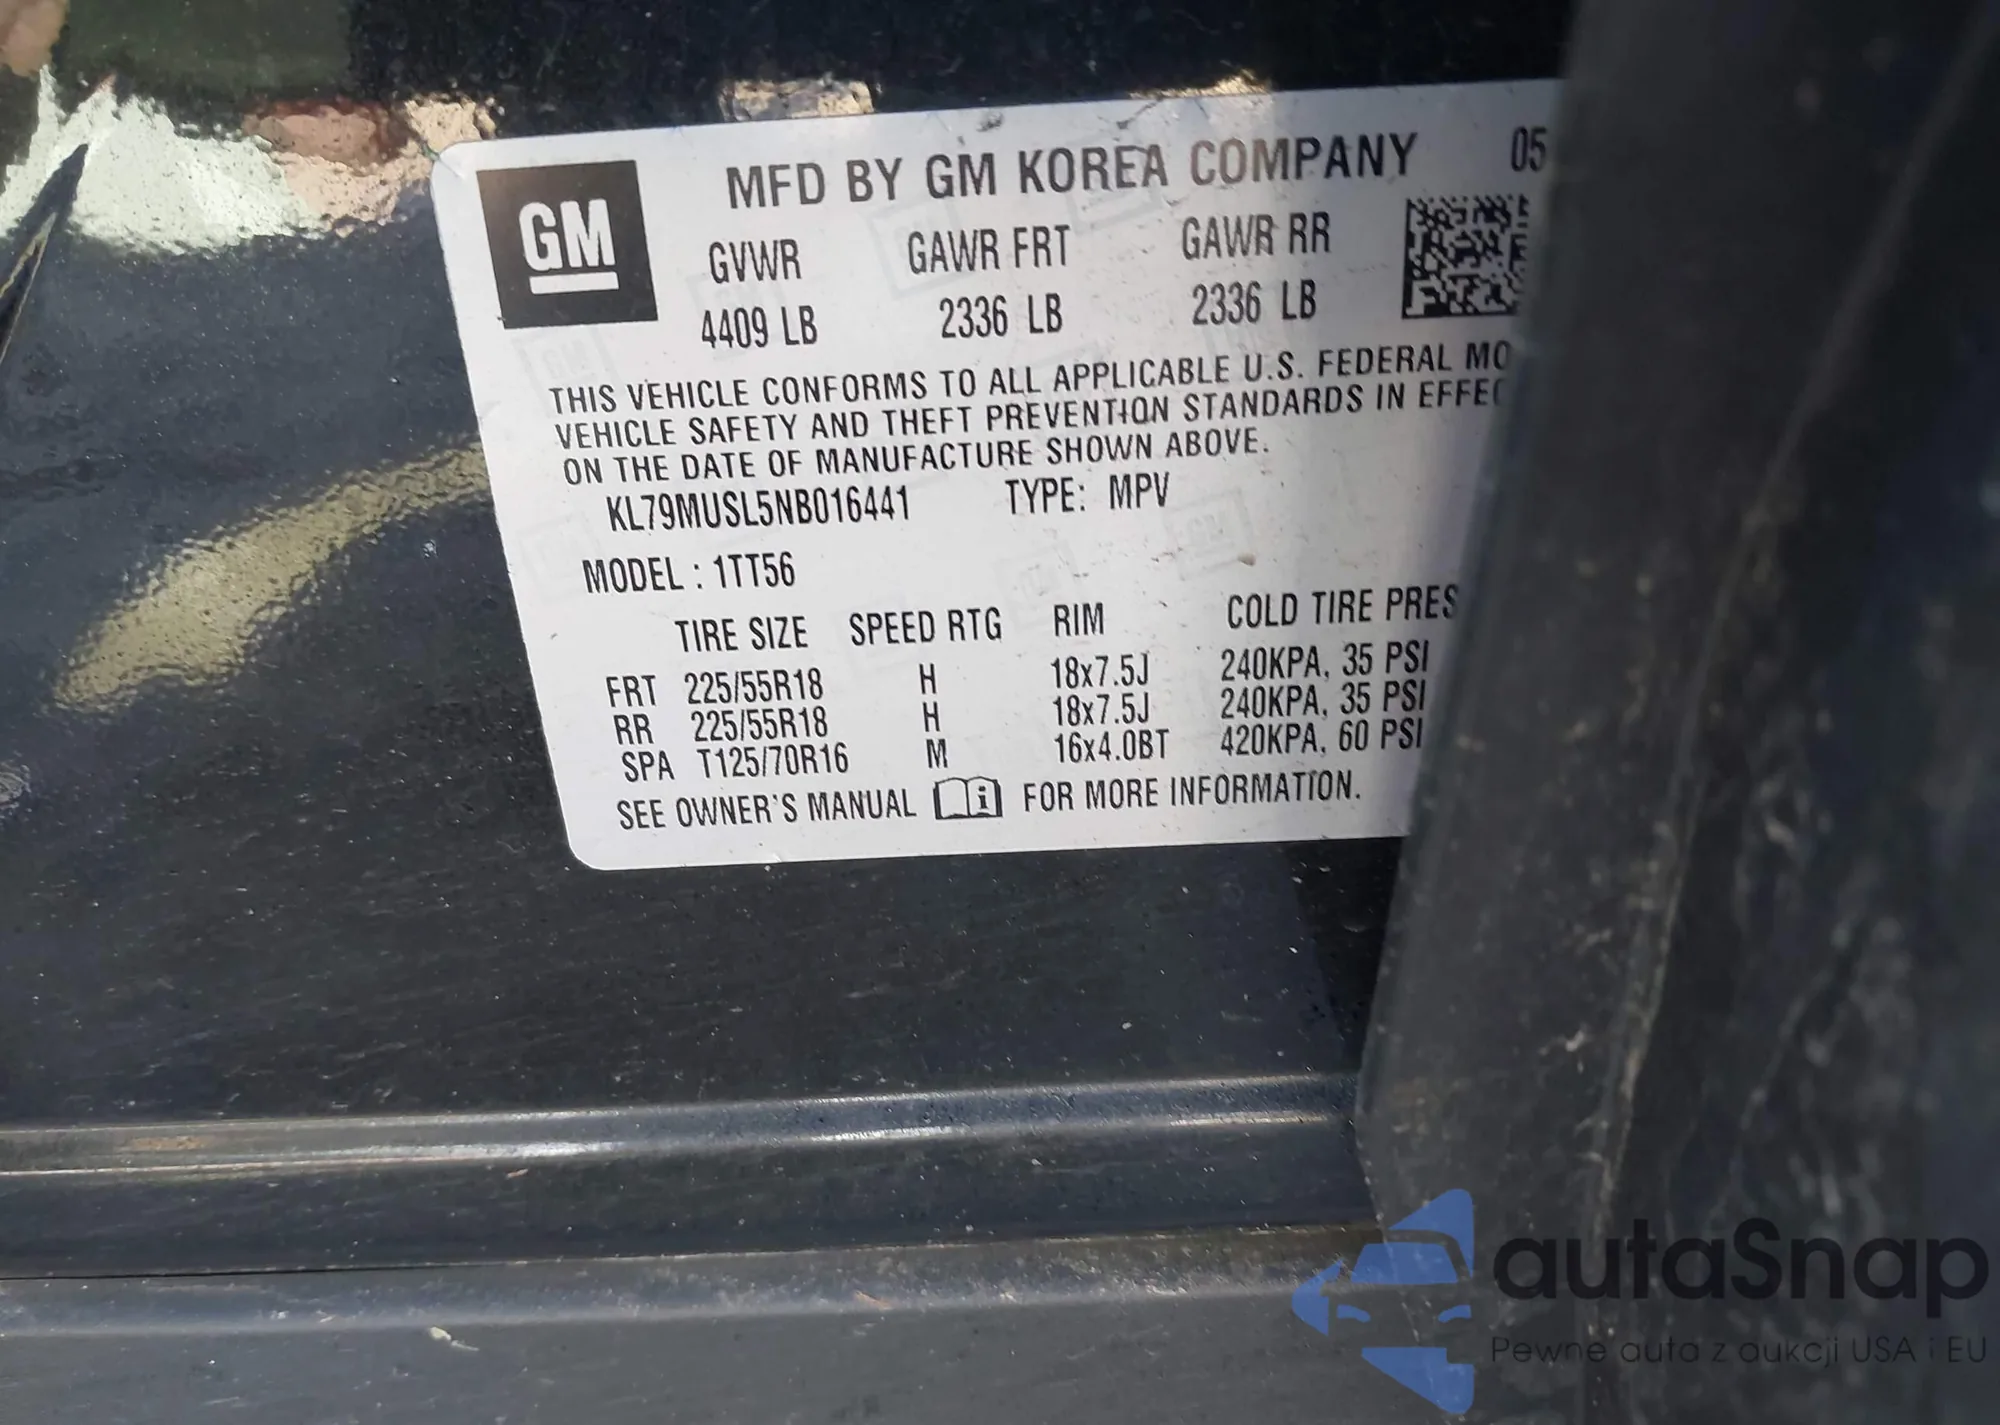 GM
MFD BY GM KOREA COMPANY 05
GVWR GAWR FRT GAWR RR
4409 LB 2336 LB 2336 LB
THIS VEHICLE CONFORMS TO ALL APPLICABLE U.S. FEDERAL MO
VEHICLE SAFETY AND THEFT PREVENTION STANDARDS IN EFFEC
ON THE DATE OF MANUFACTURE SHOWN ABOVE.
KL79MUSL5NB016441 TYPE: MPV
MODEL : 1TT56
TIRE SIZE SPEED RTG RIM COLD TIRE PRES
FRT 225/55R18 H 18x7.5J 240KPA, 35 PSI
RR 225/55R18 H 18x7.5J 240KPA, 35 PSI
SPA T125/70R16 M 16x4.0BT 420KPA, 60 PSI
SEE OWNER'S MANUAL FOR MORE INFORMATION.
autaSnap
Pewne auta z aukcji USA i EU